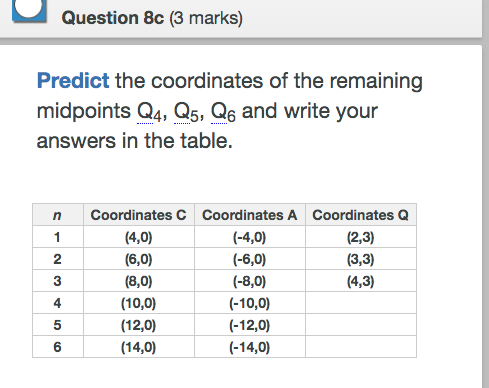 Question 8c (3 marks)
Predict the coordinates of the remaining
midpoints Q4, Q5, Q6 and write your
answers in the table.
n Coordinates C Coordinates A Coordinates Q
1 (4,0) (-4,0) (2,3)
2 (6,0) (-6,0) (3,3)
3 (8,0) (-8,0) (4,3)
4 (10,0) (-10,0)
5 (12,0) (-12,0)
6 (14,0) (-14,0)